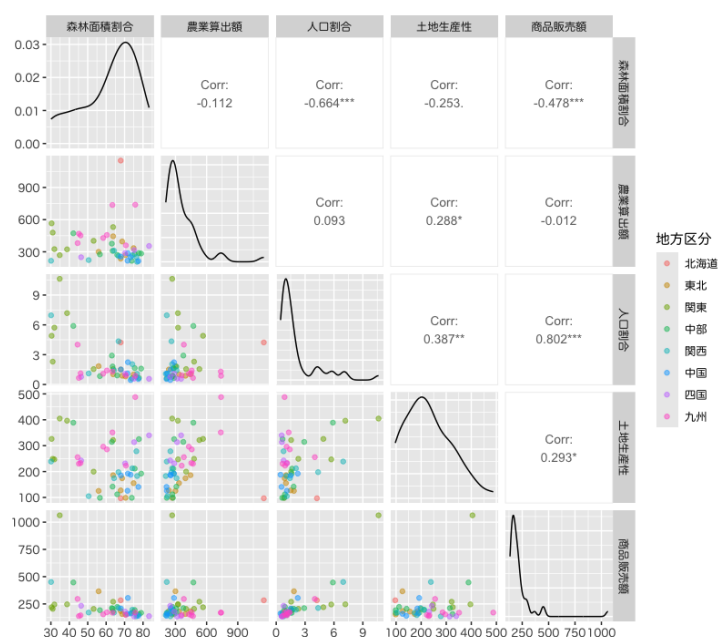 森林面積割合 農業算出額 人口割合 土地生産性 商品販売額
0.03
0.02
0.01
0.00
Corr:
-0.112
Corr:
-0.664***
Corr:
-0.253.
Corr:
-0.478***
森林面積割合
900
600
300
Corr:
0.093
Corr:
0.288*
Corr:
-0.012
農業算出額
9
6
3
0
Corr:
0.387**
Corr:
0.802***
人口割合
500
400
300
200
100
Corr:
0.293*
土地生産性
1000
750
500
250
商品販売額
30 40 50 60 70 80
300 600 900
0 3 6 9
100 200 300 400 500
250 500 750 1000
地方区分
北海道
東北
関東
中部
関西
中国
四国
九州